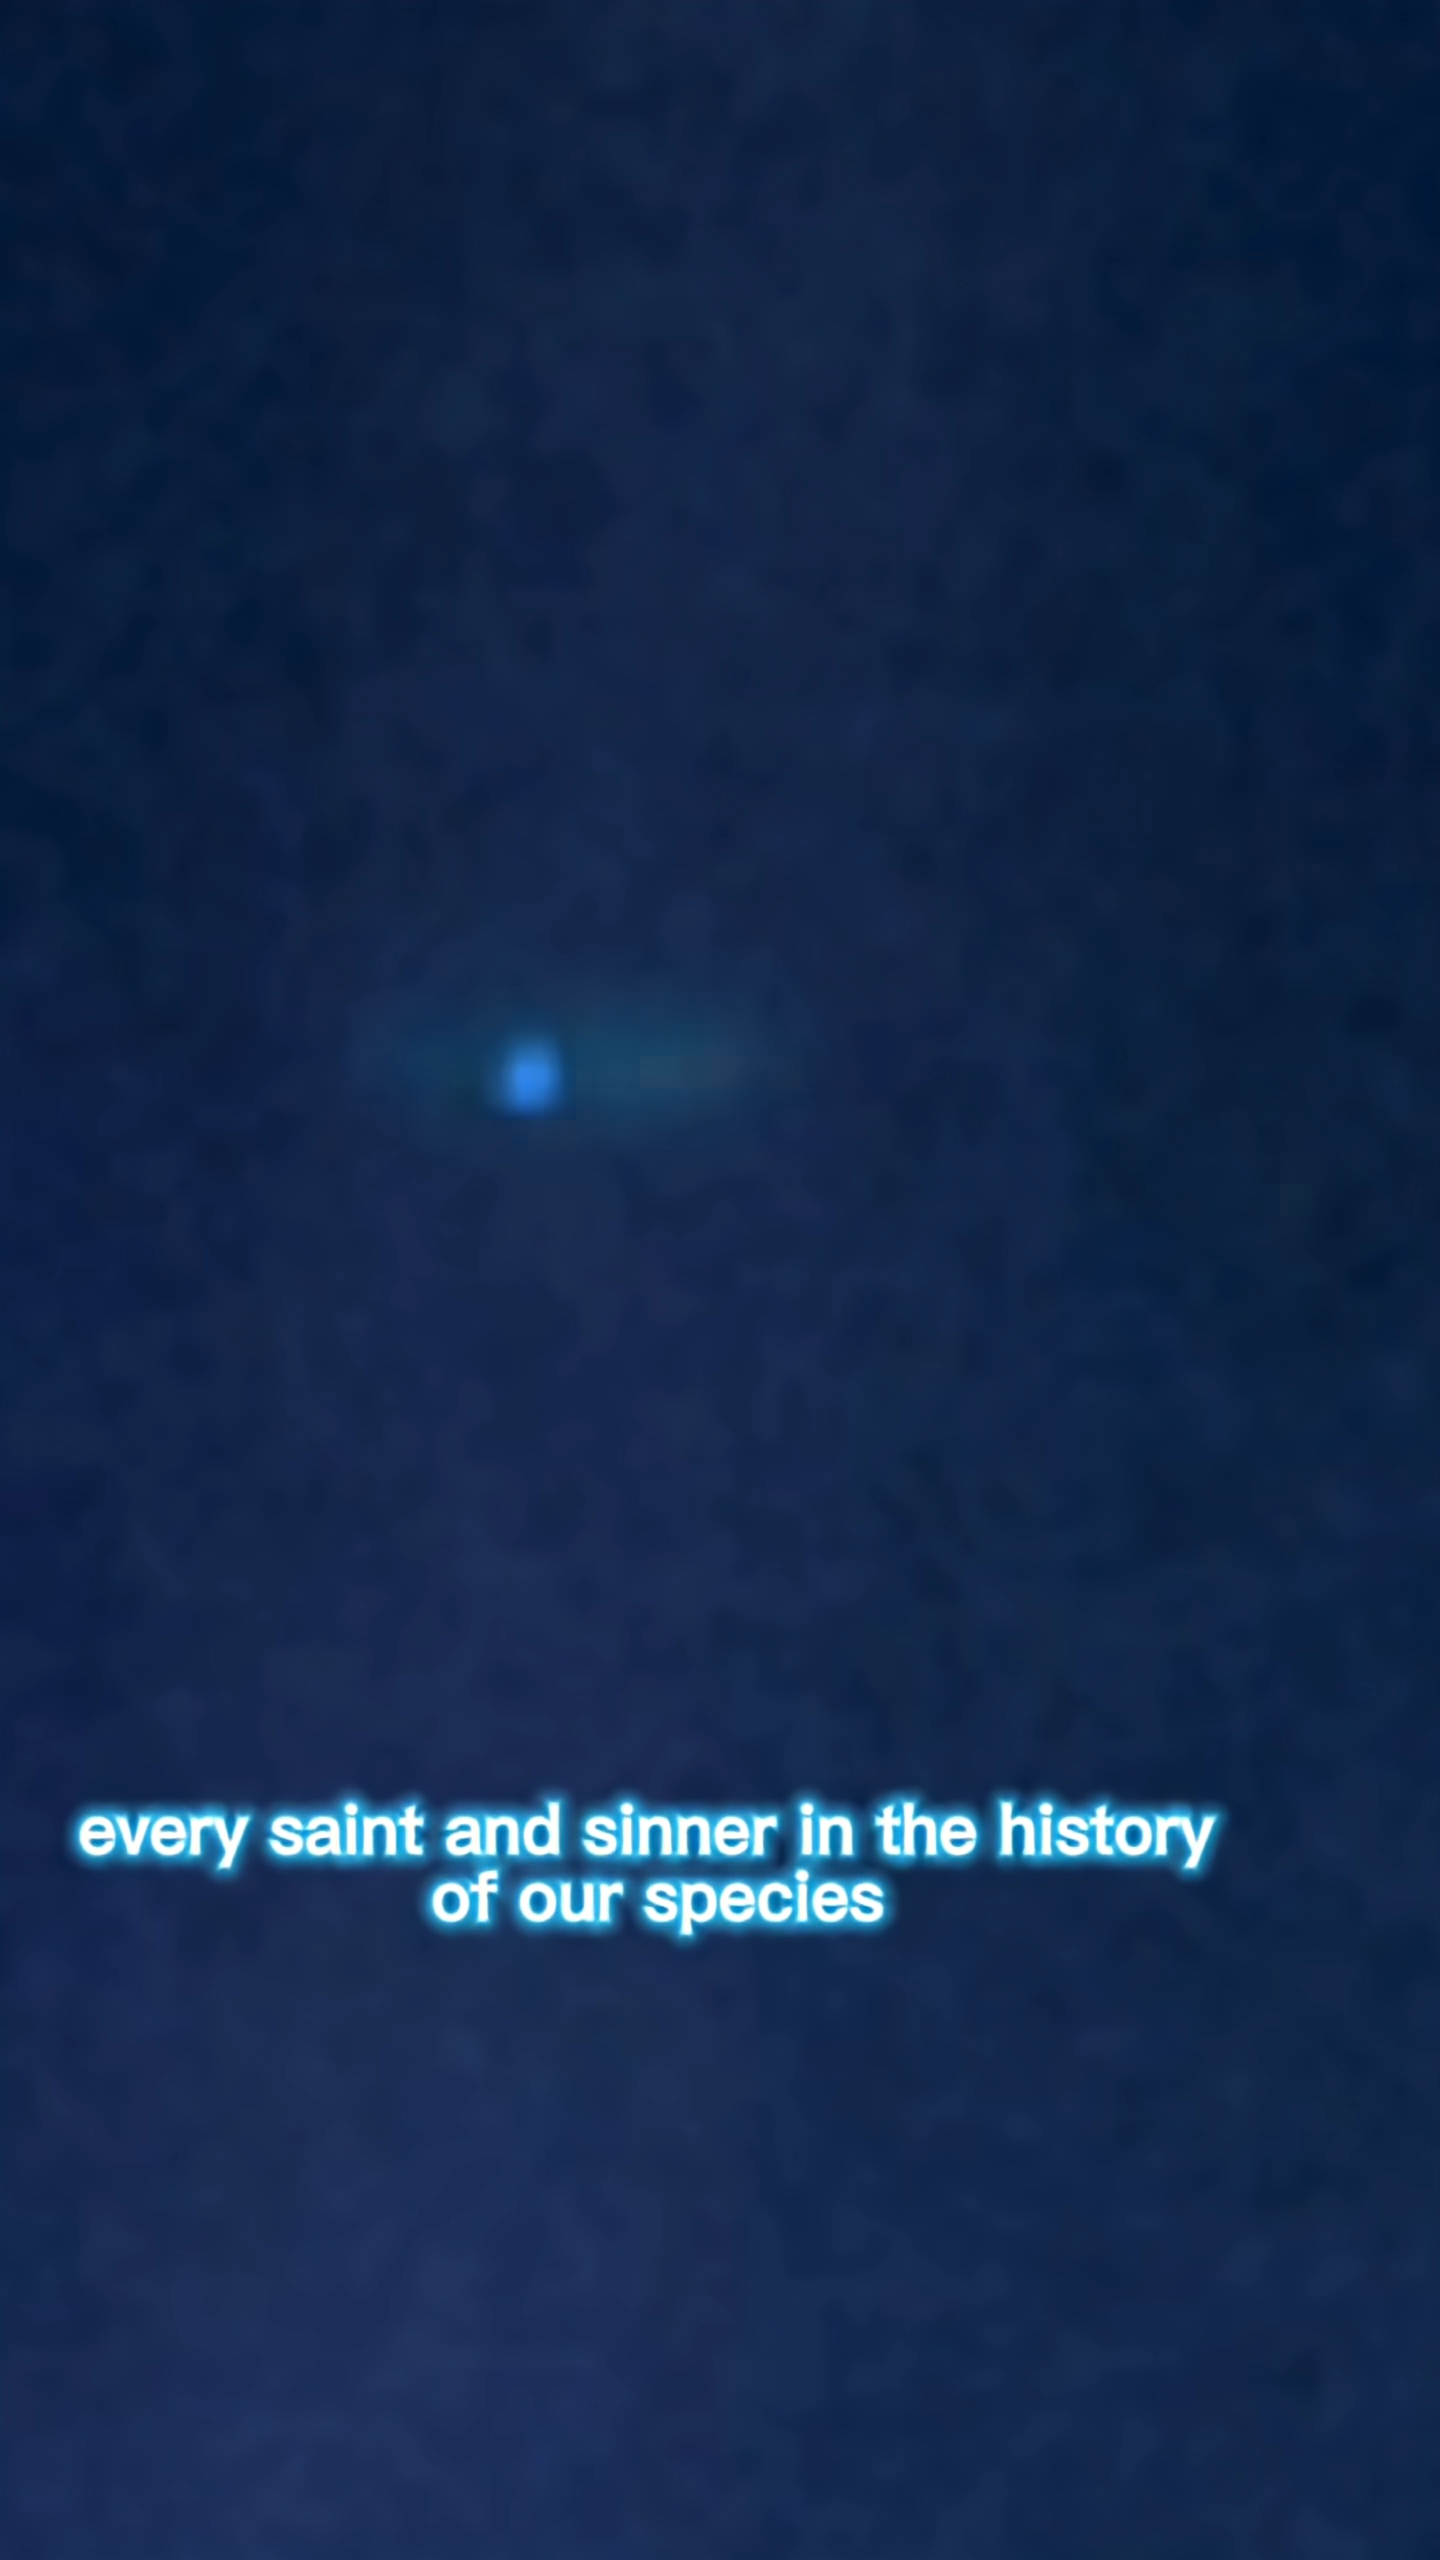 every saint and sinner in the history
of our species